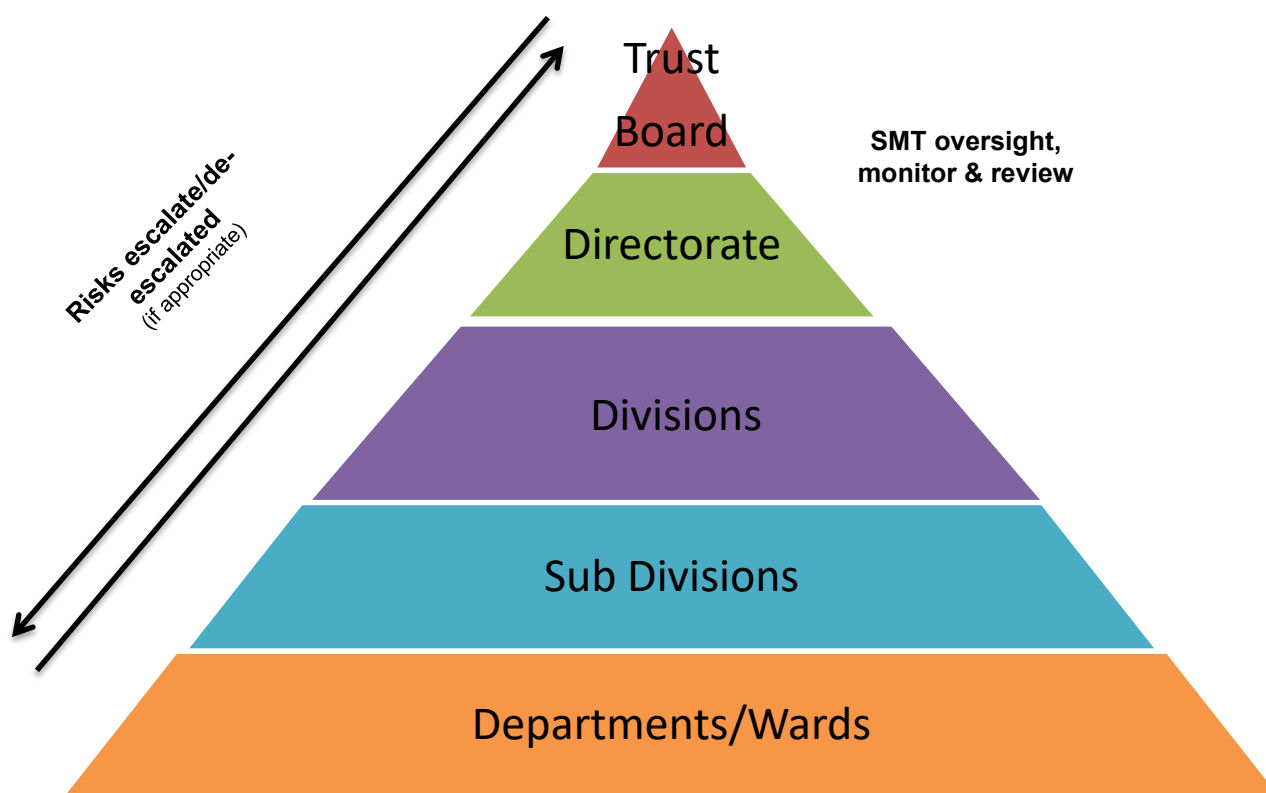 Trust
Board
SMT oversight,
monitor & review
Risks escalate/de-
escalated
(if appropriate)
Directorate
Divisions
Sub Divisions
Departments/Wards